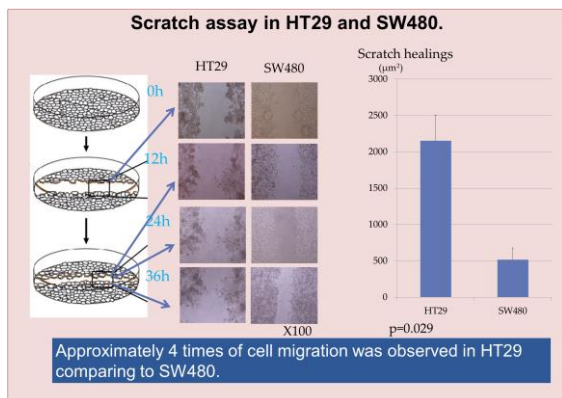 Scratch assay in HT29 and SW480.
HT29
SW480
0h
12h
24h
36h
X100
Scratch healings
(μm²)
3000
2500
2000
1500
1000
500
0
HT29
SW480
p=0.029
Approximately 4 times of cell migration was observed in HT29
comparing to SW480.